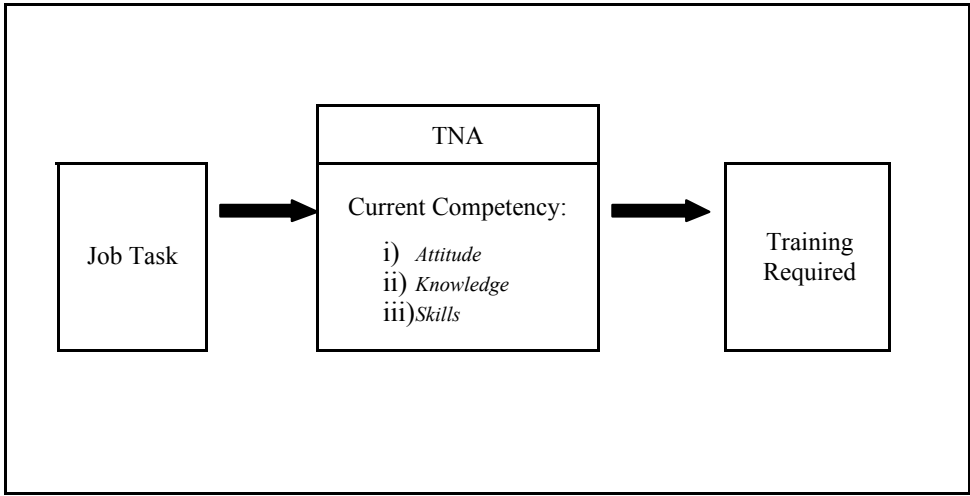 TNA
Job Task
Current Competency:
i) Attitude
ii) Knowledge
iii)Skills
Training
Required